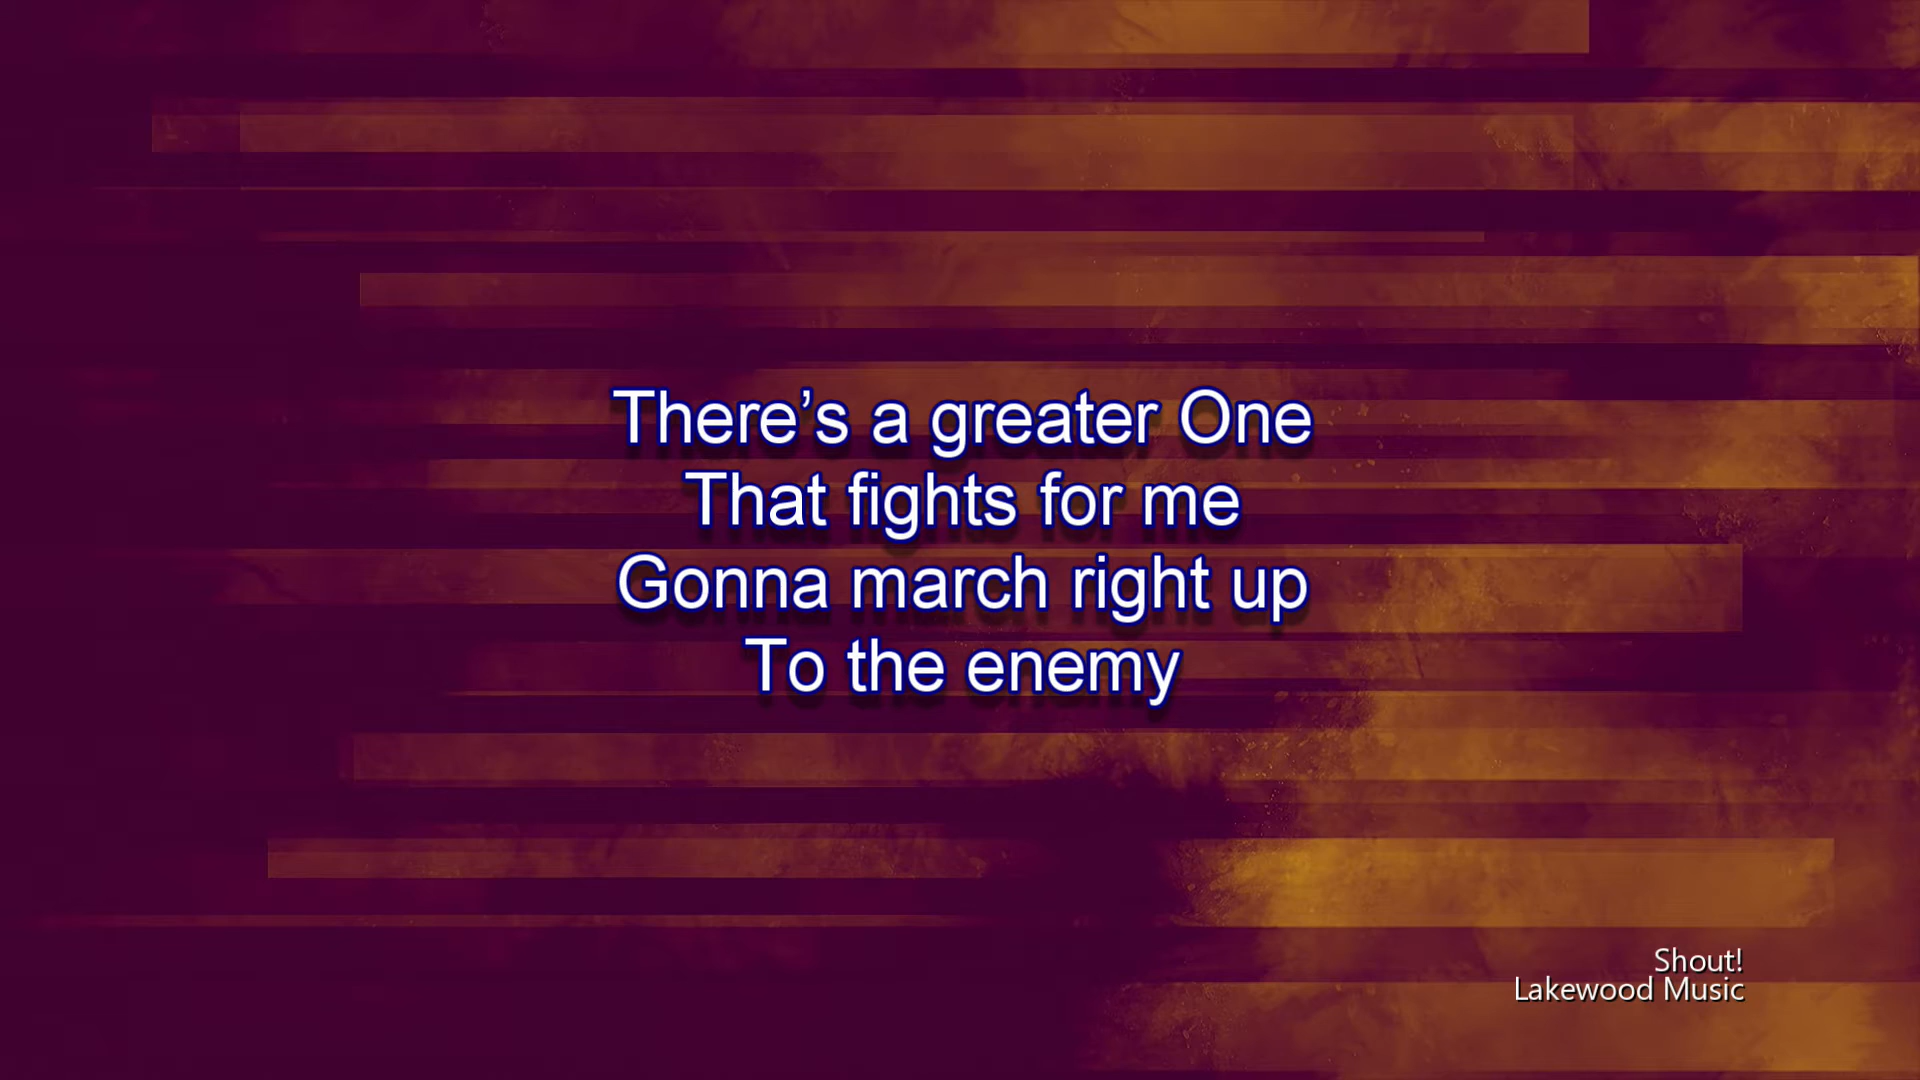 There’s a greater One
That fights for me
Gonna march right up
To the enemy
Shout!
Lakewood Music